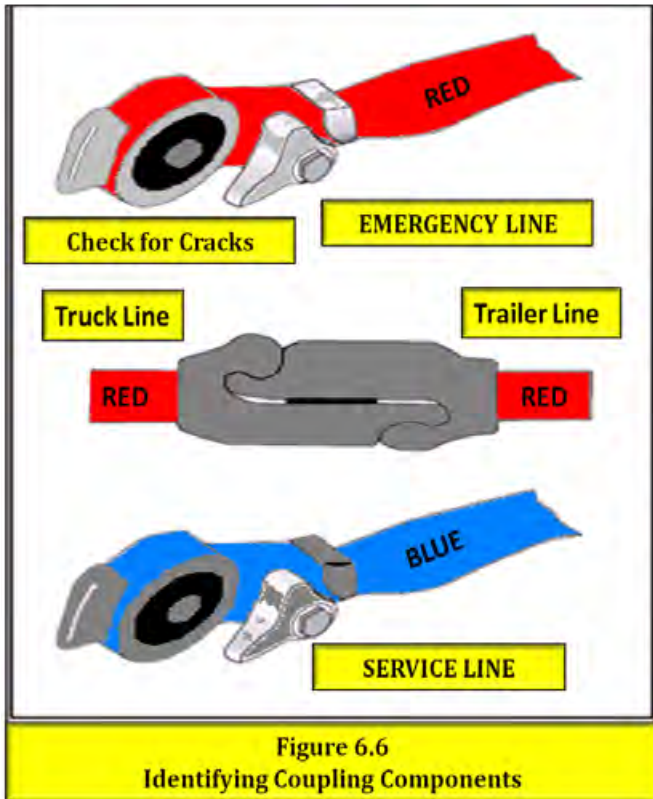 RED
Check for Cracks
EMERGENCY LINE
Truck Line
Trailer Line
RED
RED
BLUE
SERVICE LINE
Figure 6.6
Identifying Coupling Components